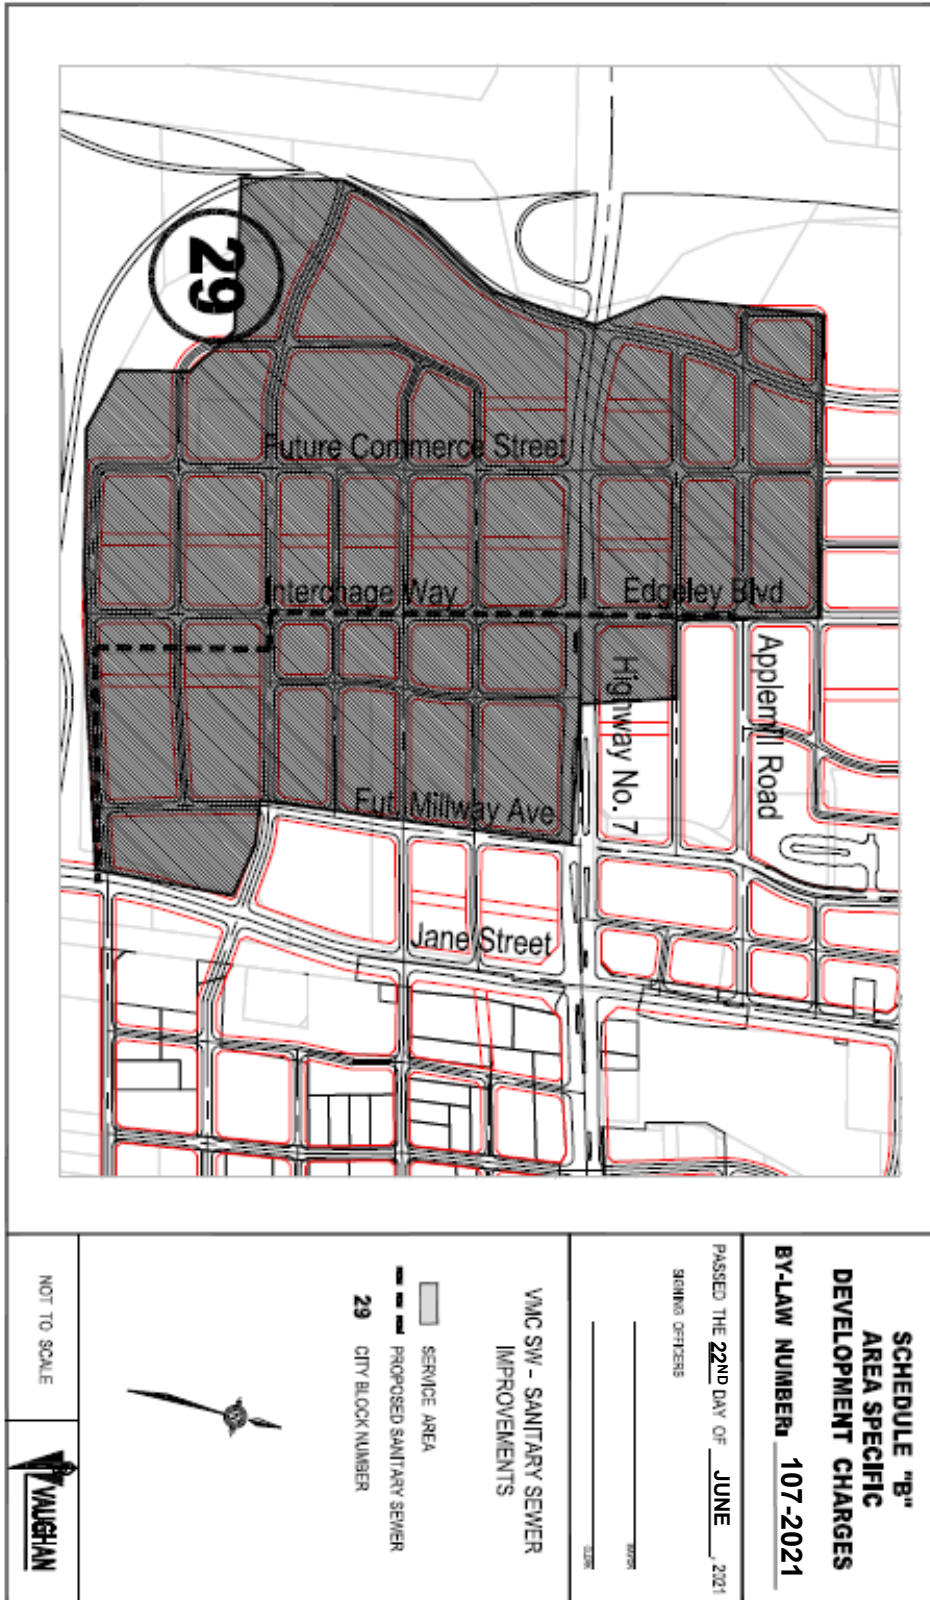 29
Future Commerce Street
Interchage Way
Edgeley Blvd
Highway No. 7
Applemill Road
Fut. Millway Ave
Jane Street
SCHEDULE "B"
AREA SPECIFIC
DEVELOPMENT CHARGES
BY-LAW NUMBER: 107-2021
PASSED THE 22ND DAY OF JUNE, 2021
SIGNING OFFICERS
MAYOR
CLERK
VMC SW - SANITARY SEWER
IMPROVEMENTS
SERVICE AREA
PROPOSED SANITARY SEWER
29 CITY BLOCK NUMBER
NOT TO SCALE
VAUGHAN